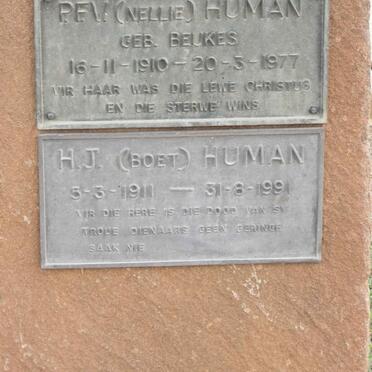 P.E.V. (NELLIE) HUMAN
GEB. BEUKES
16-11-1910 — 20-3-1977
VIR HAAR WAS DIE LEWE CHRISTUS
EN DIE STERWE WINS
H.J. (BOET) HUMAN
5-3-1911 — 31-8-1991
VIR DIE HERE IS DIE DOOD VAN SY
TROUE DIENAARS GEEN GERINGE
SAAK NIE